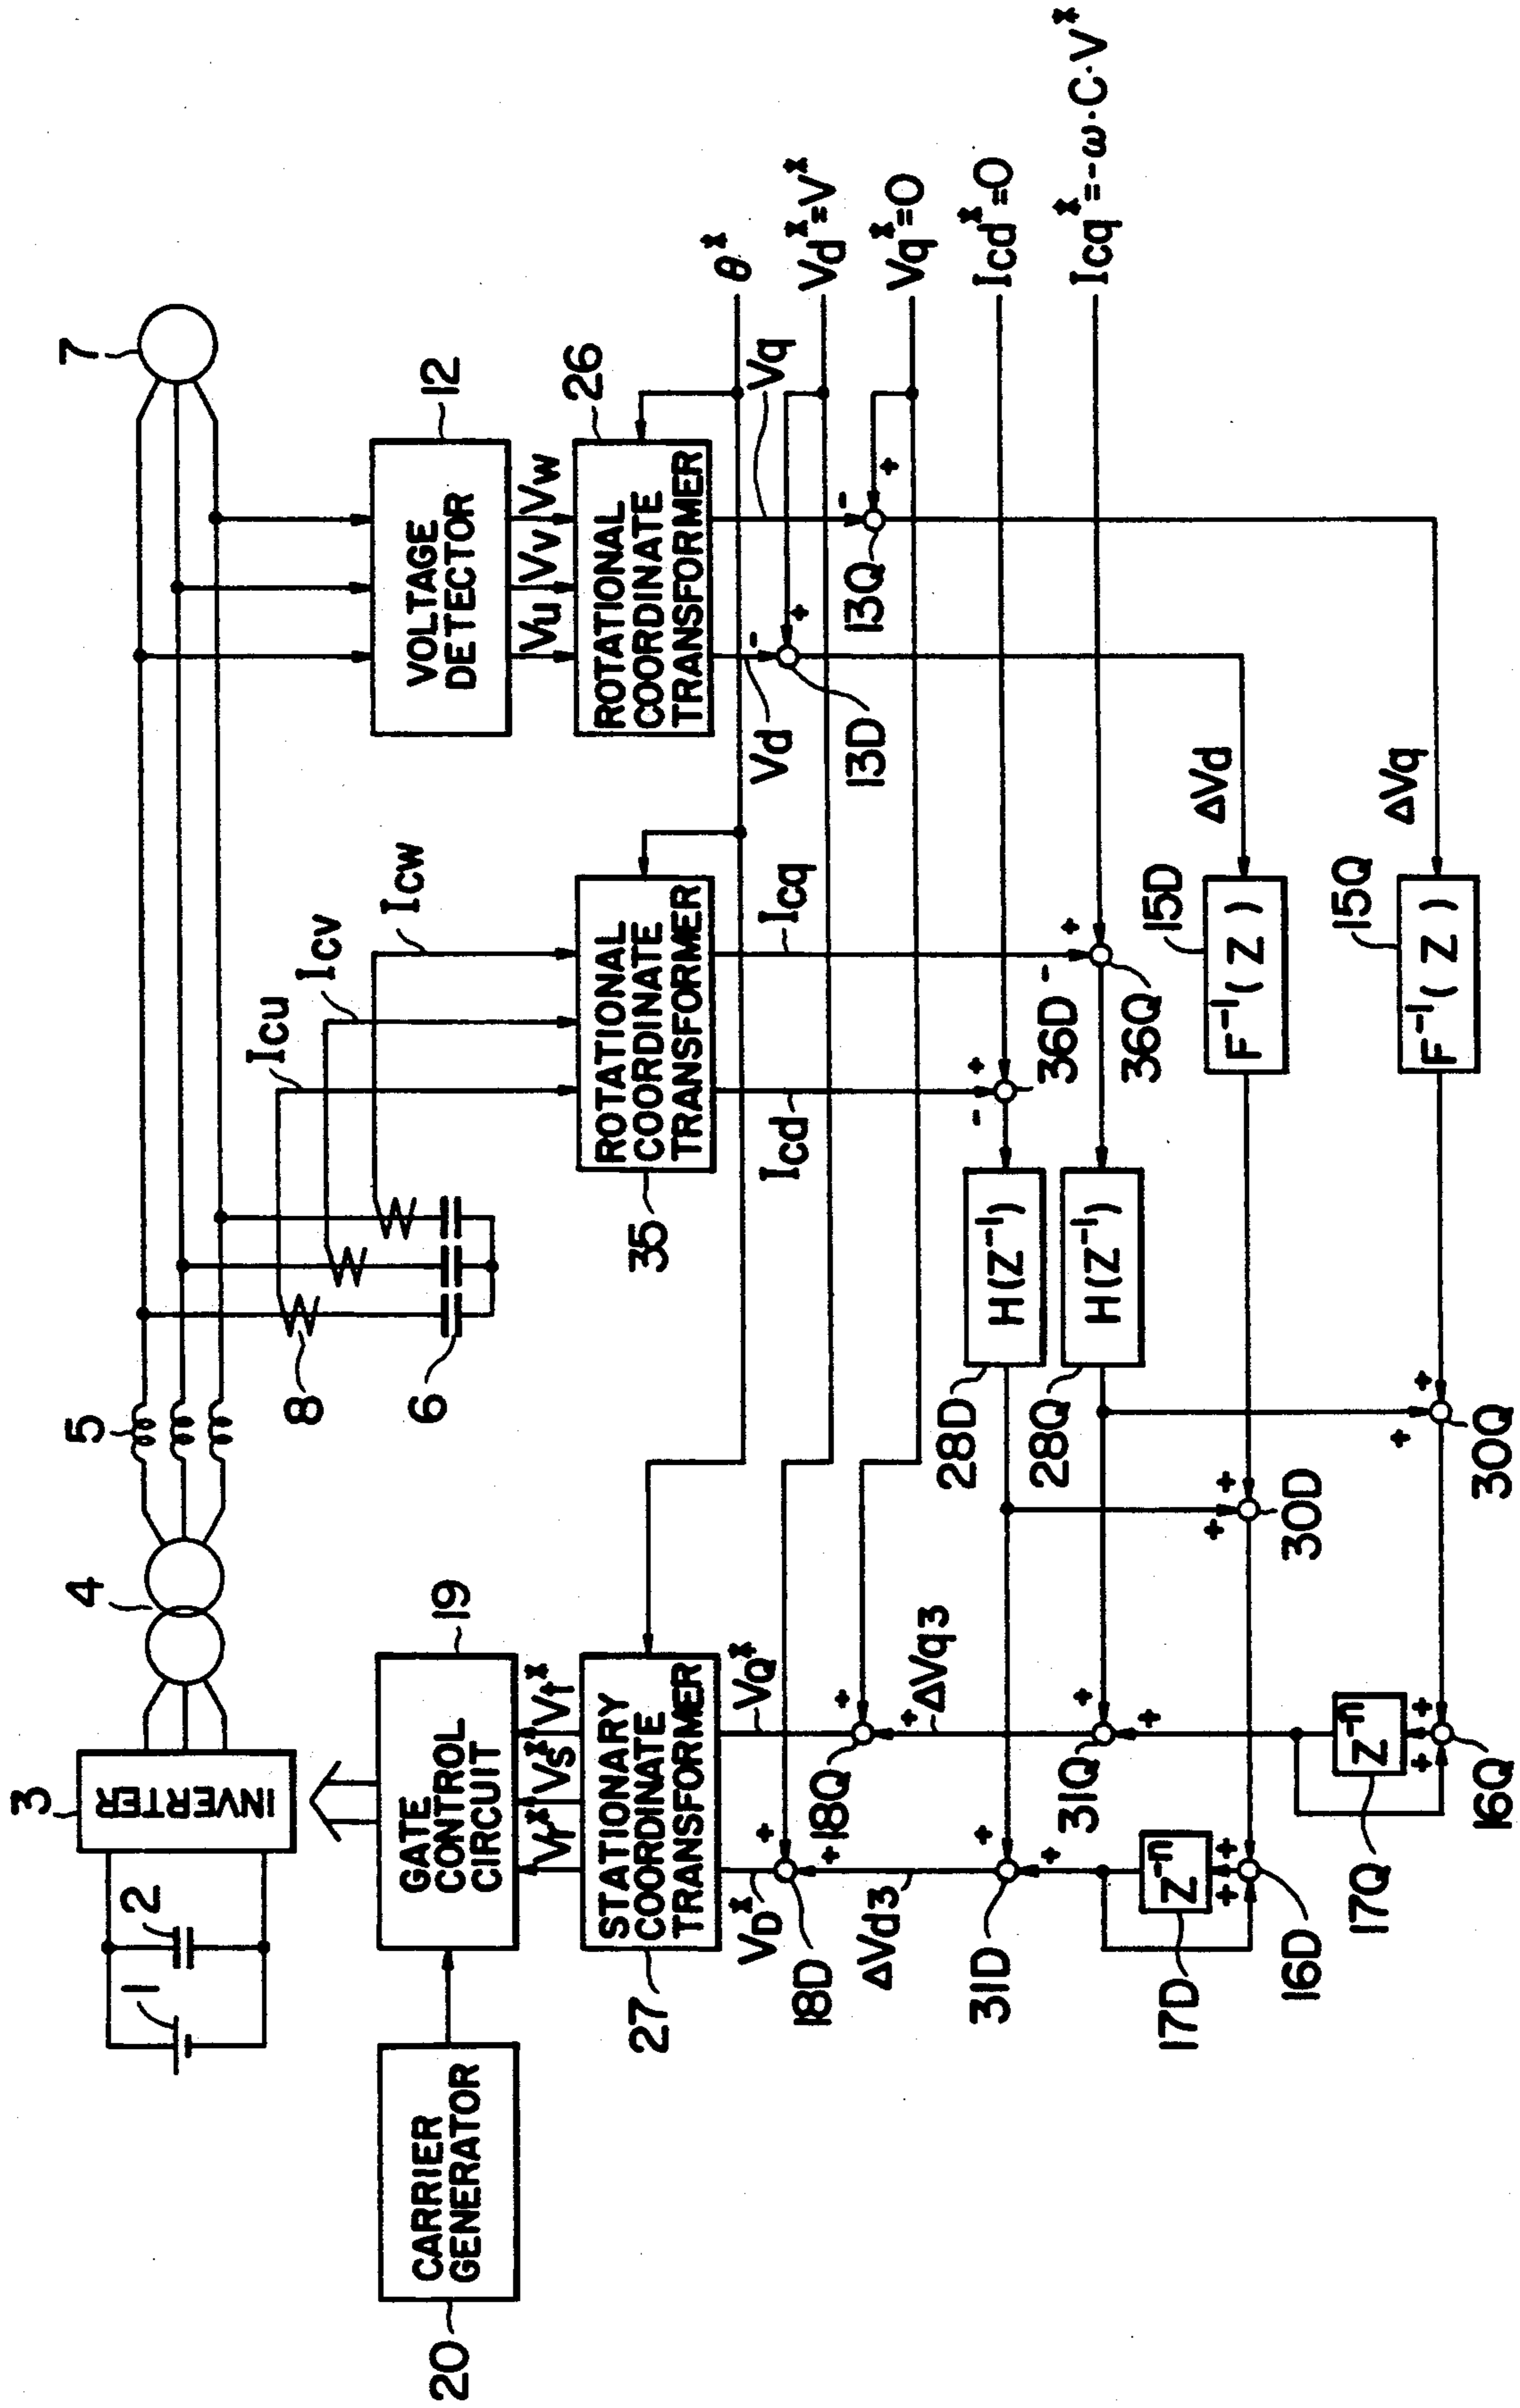 1
2
3
INVERTER
4
5
7
8
6
Icu
Icv
Icw
20
CARRIER
GENERATOR
19
GATE
CONTROL
CIRCUIT
Vr* Vs* Vt*
27
STATIONARY
COORDINATE
TRANSFORMER
35
ROTATIONAL
COORDINATE
TRANSFORMER
12
VOLTAGE
DETECTOR
Vu Vv Vw
26
ROTATIONAL
COORDINATE
TRANSFORMER
θ*
Vd*=V*
Vq*=0
Icd*=0
Icq*=-ω·C·V*
VD*
VQ*
Icd
Icq
Vd
Vq
- +
- +
13D
13Q
+ +
18D
+ +
18Q
ΔVd3
ΔVq3
- +
36D
- +
36Q
28D
H(Z⁻¹)
28Q
H(Z⁻¹)
+ +
31D
+ +
31Q
17D
Z⁻ⁿ
+ +
16D
+ +
30D
15D
F⁻¹(Z)
ΔVd
17Q
Z⁻ⁿ
+ +
16Q
+ +
30Q
15Q
F⁻¹(Z)
ΔVq